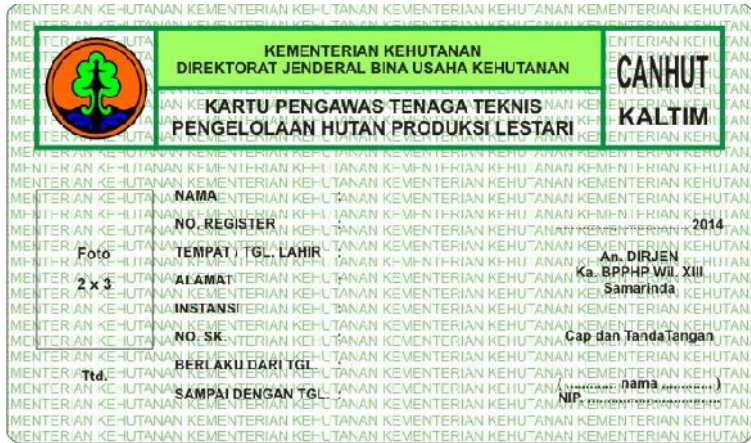 KEMENTERIAN KEHUTANAN
DIREKTORAT JENDERAL BINA USAHA KEHUTANAN
KARTU PENGAWAS TENAGA TEKNIS
PENGELOLAAN HUTAN PRODUKSI LESTARI
CANHUT
KALTIM
Foto
2 x 3
Ttd.
NAMA :
NO. REGISTER :
TEMPAT / TGL. LAHIR :
ALAMAT :
INSTANSI :
NO. SK. :
BERLAKU DARI TGL. :
SAMPAI DENGAN TGL. :
........................... 2014
An. DIRJEN
Ka. BPPHP Wil. XIII
Samarinda
Cap dan TandaTangan
( ............ nama ............ )
NIP. ...............................